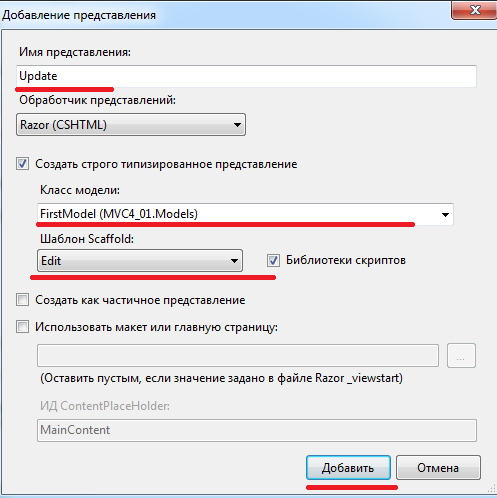 Добавление представления
Имя представления:
Update
Обработчик представлений:
Razor (CSHTML)
Создать строго типизированное представление
Класс модели:
FirstModel (MVC4_01.Models)
Шаблон Scaffold:
Edit
Библиотеки скриптов
Создать как частичное представление
Использовать макет или главную страницу:
...
(Оставить пустым, если значение задано в файле Razor _viewstart)
ИД ContentPlaceHolder:
MainContent
Добавить Отмена